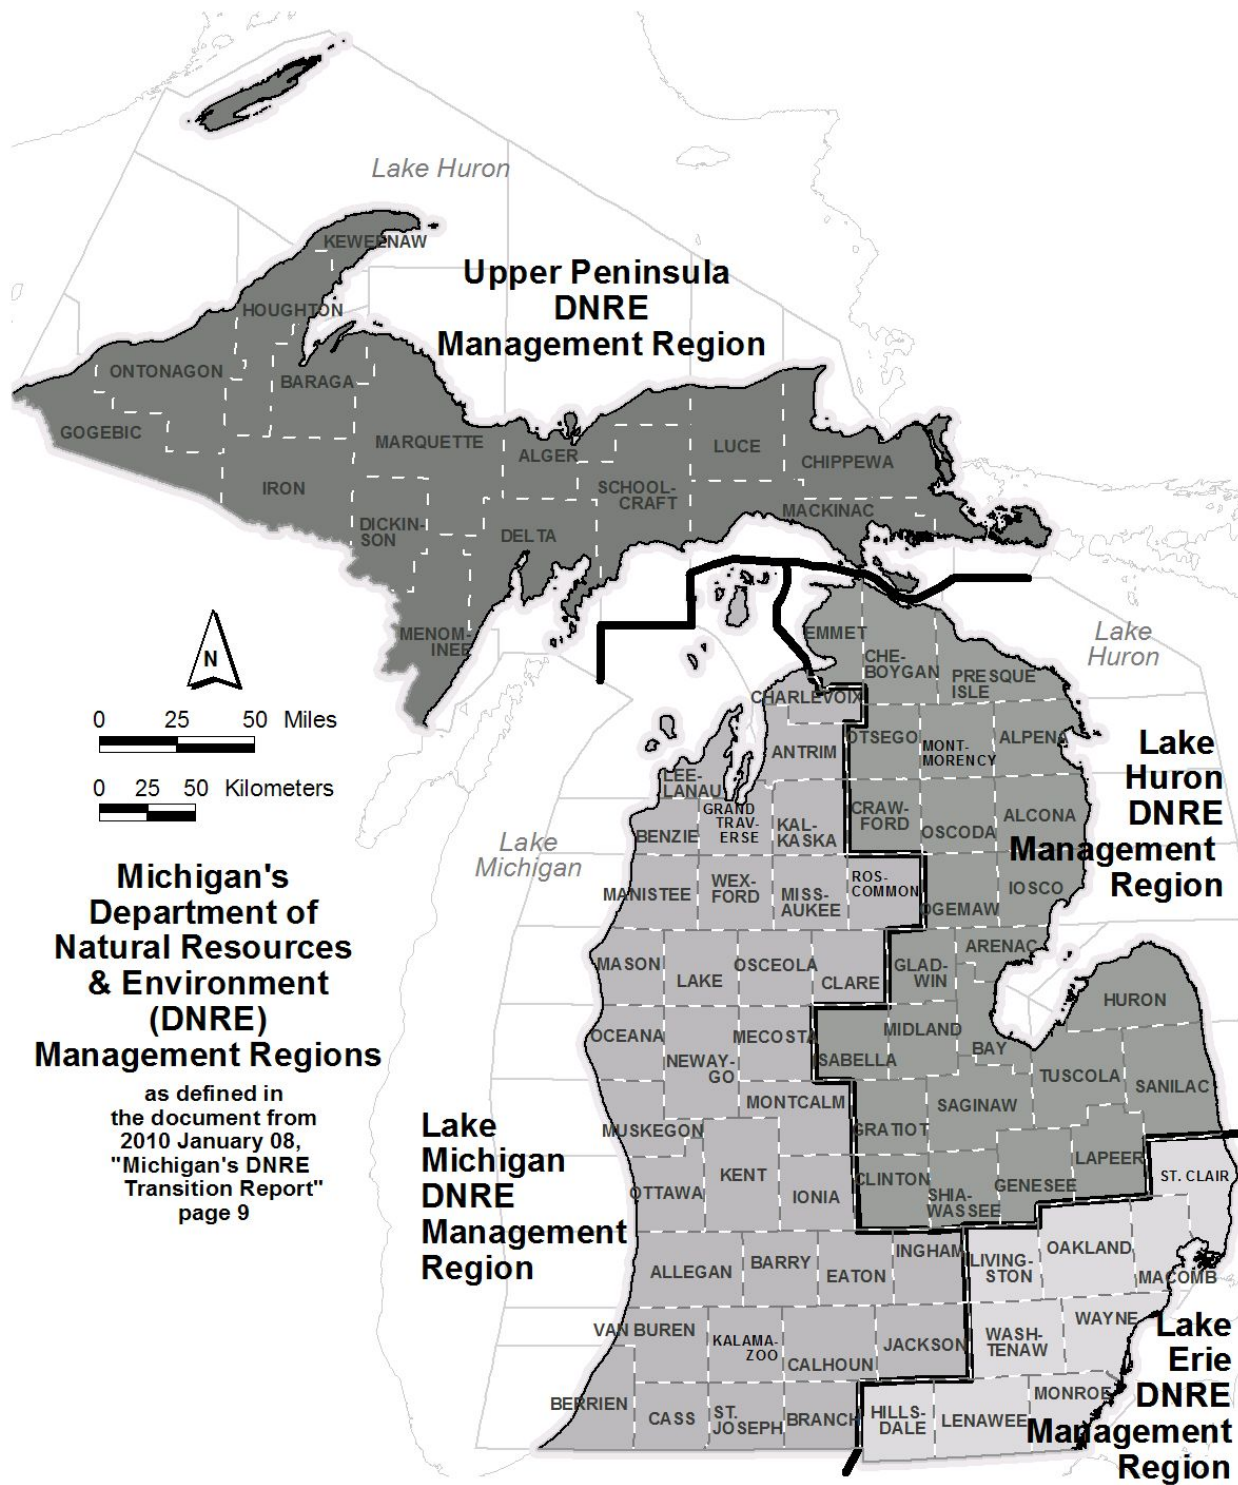 Lake Huron
KEWEENAW
Upper Peninsula
DNRE
Management Region
HOUGHTON
ONTONAGON
BARAGA
GOGEBIC
MARQUETTE
ALGER
LUCE
CHIPPEWA
IRON
SCHOOL-
CRAFT
MACKINAC
DICKIN-
SON
DELTA
MENOM-
INEE
N
0 25 50 Miles
0 25 50 Kilometers
EMMET
CHE-
BOYGAN
Lake
Huron
PRESQUE
ISLE
CHARLEVOIX
ANTRIM
OTSEGO
MONT-
MORENCY
ALPENA
Lake
Huron
DNRE
Management
Region
LEE-
LANAU
GRAND
TRAV-
ERSE
BENZIE
KAL-
KASKA
CRAW-
FORD
OSCODA
ALCONA
Lake
Michigan
MANISTEE
WEX-
FORD
MISS-
AUKEE
ROS-
COMMON
OGEMAW
IOSCO
Michigan's
Department of
Natural Resources
& Environment
(DNRE)
Management Regions
as defined in
the document from
2010 January 08,
"Michigan's DNRE
Transition Report"
page 9
ARENAC
MASON
LAKE
OSCEOLA
CLARE
GLAD-
WIN
HURON
OCEANA
NEWAY-
GO
MECOSTA
SABELLA
MIDLAND
BAY
TUSCOLA
SANILAC
MONTCALM
SAGINAW
MUSKEGON
GRATIOT
Lake
Michigan
DNRE
Management
Region
OTTAWA
KENT
IONIA
CLINTON
SHIA-
WASSEE
GENESEE
LAPEER
ST. CLAIR
ALLEGAN
BARRY
EATON
INGHAM
LIVING-
STON
OAKLAND
MACOMB
VAN BUREN
KALAMA-
ZOO
CALHOUN
JACKSON
WASH-
TENAW
WAYNE
Lake
Erie
DNRE
Management
Region
BERRIEN
CASS
ST.
JOSEPH
BRANCH
HILLS-
DALE
LENAWEE
MONROE